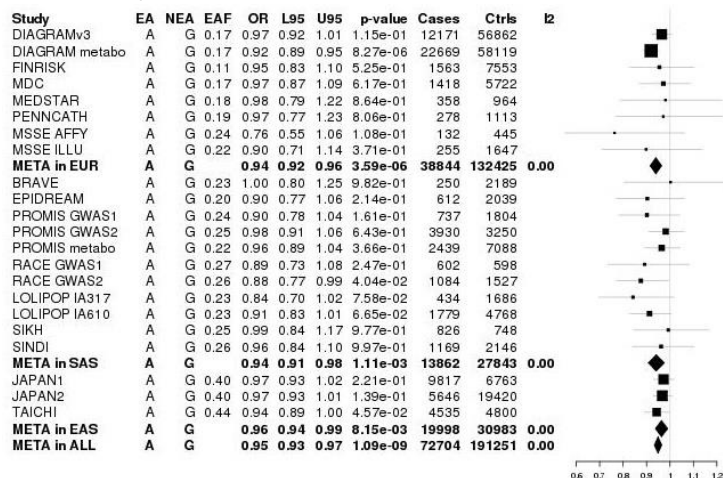 Study EA NEA EAF OR L95 U95 p-value Cases Ctrls I2
DIAGRAMv3 A G 0.17 0.97 0.92 1.01 1.15e-01 12171 56862
DIAGRAM metabo A G 0.17 0.92 0.89 0.95 8.27e-06 22669 58119
FINRISK A G 0.11 0.95 0.83 1.10 5.25e-01 1563 7553
MDC A G 0.17 0.97 0.87 1.09 6.17e-01 1418 5722
MEDSTAR A G 0.18 0.98 0.79 1.22 8.64e-01 358 964
PENNCATH A G 0.19 0.97 0.77 1.23 8.06e-01 278 1113
MSSE AFFY A G 0.24 0.76 0.55 1.06 1.08e-01 132 445
MSSE ILLU A G 0.22 0.90 0.71 1.14 3.71e-01 255 1647
META in EUR A G 0.94 0.92 0.96 3.59e-06 38844 132425 0.00
BRAVE A G 0.23 1.00 0.80 1.25 9.82e-01 250 2189
EPIDREAM A G 0.20 0.90 0.77 1.06 2.14e-01 612 2039
PROMIS GWAS1 A G 0.24 0.90 0.78 1.04 1.61e-01 737 1804
PROMIS GWAS2 A G 0.25 0.98 0.91 1.06 6.43e-01 3930 3250
PROMIS metabo A G 0.22 0.96 0.89 1.04 3.66e-01 2439 7088
RACE GWAS1 A G 0.27 0.89 0.73 1.08 2.47e-01 602 598
RACE GWAS2 A G 0.26 0.88 0.77 0.99 4.04e-02 1084 1527
LOLIPOP IA317 A G 0.23 0.84 0.70 1.02 7.58e-02 434 1686
LOLIPOP IA610 A G 0.23 0.91 0.83 1.01 6.65e-02 1779 4768
SIKH A G 0.25 0.99 0.84 1.17 9.77e-01 826 748
SINDI A G 0.26 0.96 0.84 1.10 9.97e-01 1169 2146
META in SAS A G 0.94 0.91 0.98 1.11e-03 13862 27843 0.00
JAPAN1 A G 0.40 0.97 0.93 1.02 2.21e-01 9817 6763
JAPAN2 A G 0.40 0.97 0.93 1.01 1.39e-01 5646 19420
TAICHI A G 0.44 0.94 0.89 1.00 4.57e-02 4535 4800
META in EAS A G 0.96 0.94 0.99 8.15e-03 19998 30983 0.00
META in ALL A G 0.95 0.93 0.97 1.09e-09 72704 191251 0.00
0.6 0.7 0.8 0.9 1 1.1 1.2